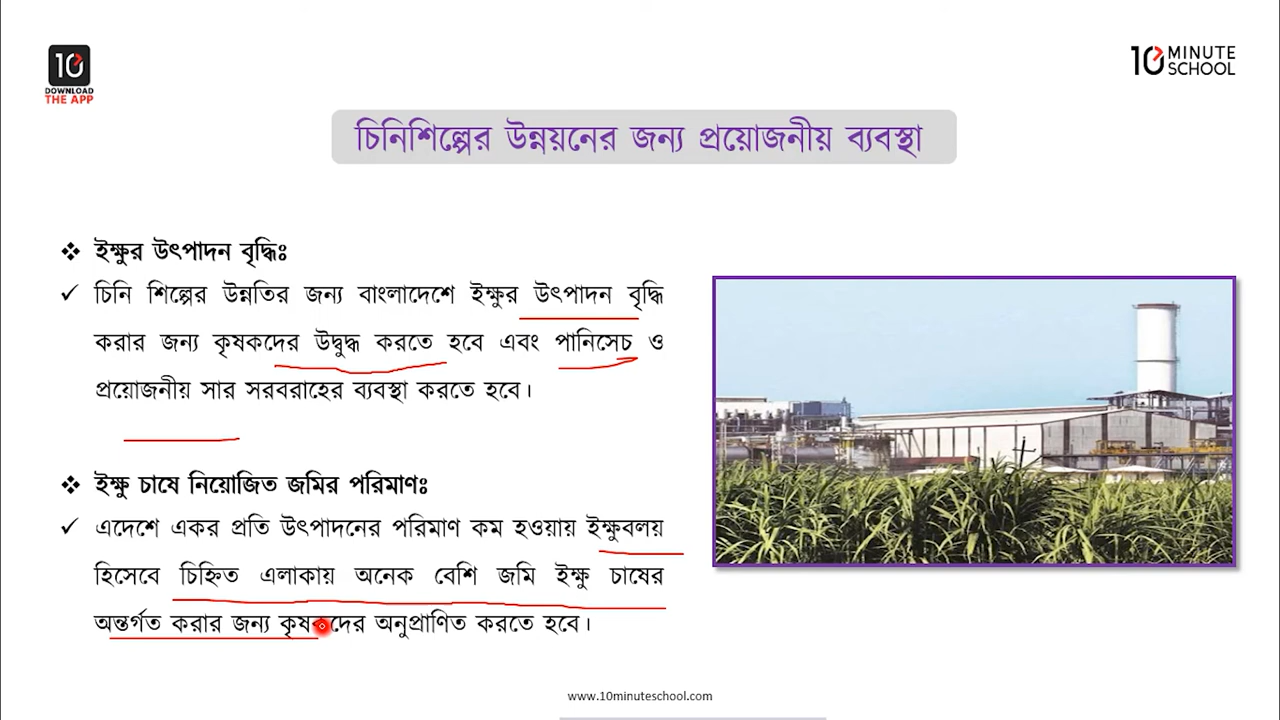 10
DOWNLOAD
THE APP
10 MINUTE
SCHOOL
চিনিশিল্পের উন্নয়নের জন্য প্রয়োজনীয় ব্যবস্থা
❖ ইক্ষুর উৎপাদন বৃদ্ধিঃ
✓ চিনি শিল্পের উন্নতির জন্য বাংলাদেশে ইক্ষুর উৎপাদন বৃদ্ধি
করার জন্য কৃষকদের উদ্বুদ্ধ করতে হবে এবং পানিসেচ ও
প্রয়োজনীয় সার সরবরাহের ব্যবস্থা করতে হবে।
❖ ইক্ষু চাষে নিয়োজিত জমির পরিমাণঃ
✓ এদেশে একর প্রতি উৎপাদনের পরিমাণ কম হওয়ায় ইক্ষুবলয়
হিসেবে চিহ্নিত এলাকায় অনেক বেশি জমি ইক্ষু চাষের
অন্তর্গত করার জন্য কৃষকদের অনুপ্রাণিত করতে হবে।
www.10minuteschool.com